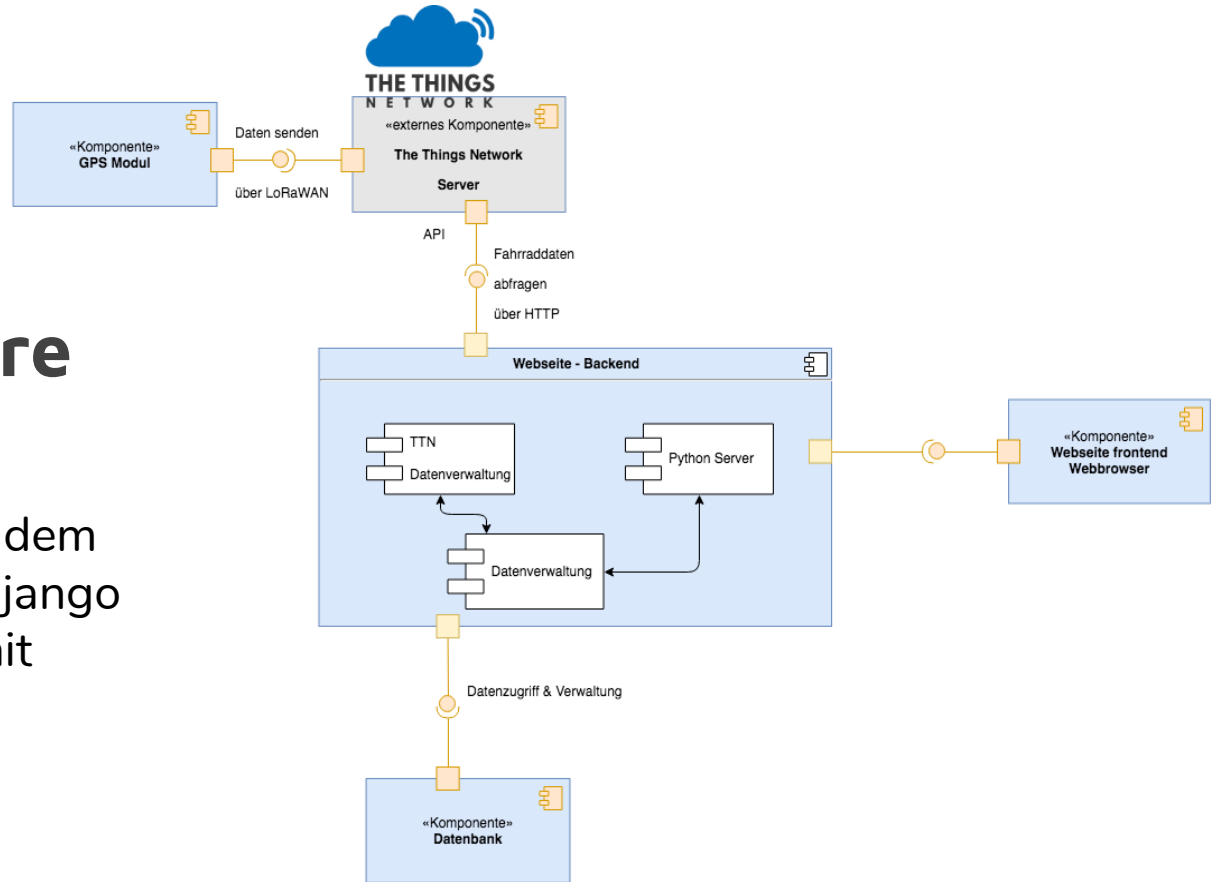 THE THINGS
NETWORK
«externes Komponente»
The Things Network
Server
«Komponente»
GPS Modul
Daten senden
über LoRaWAN
API
Fahrraddaten
abfragen
über HTTP
re
dem
jango
it
Webseite - Backend
TTN
Datenverwaltung
Python Server
Datenverwaltung
«Komponente»
Webseite frontend
Webbrowser
Datenzugriff & Verwaltung
«Komponente»
Datenbank